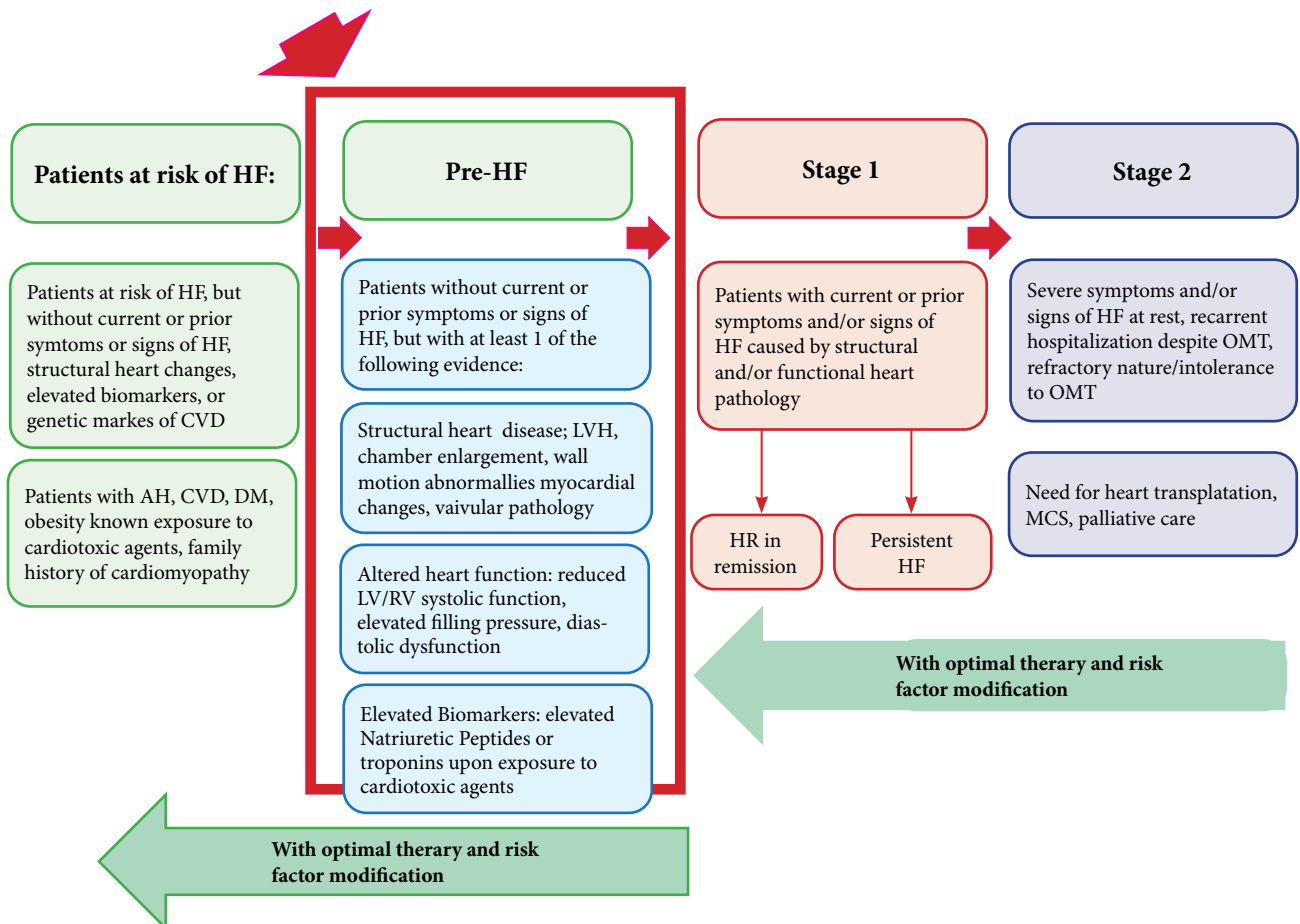 Patients at risk of HF:
Patients at risk of HF, but
without current or prior
symtoms or signs of HF,
structural heart changes,
elevated biomarkers, or
genetic markes of CVD
Patients with AH, CVD, DM,
obesity known exposure to
cardiotoxic agents, family
history of cardiomyopathy
Pre-HF
Patients without current or
prior symptoms or signs of
HF, but with at least 1 of the
following evidence:
Structural heart disease; LVH,
chamber enlargement, wall
motion abnormallies myocardial
changes, vaivular pathology
Altered heart function: reduced
LV/RV systolic function,
elevated filling pressure, dias-
tolic dysfunction
Elevated Biomarkers: elevated
Natriuretic Peptides or
troponins upon exposure to
cardiotoxic agents
Stage 1
Patients with current or prior
symptoms and/or signs of
HF caused by structural
and/or functional heart
pathology
HR in
remission
Persistent
HF
Stage 2
Severe symptoms and/or
signs of HF at rest, recarrent
hospitalization despite OMT,
refractory nature/intolerance
to OMT
Need for heart transplatation,
MCS, palliative care
With optimal therary and risk
factor modification
With optimal therary and risk
factor modification